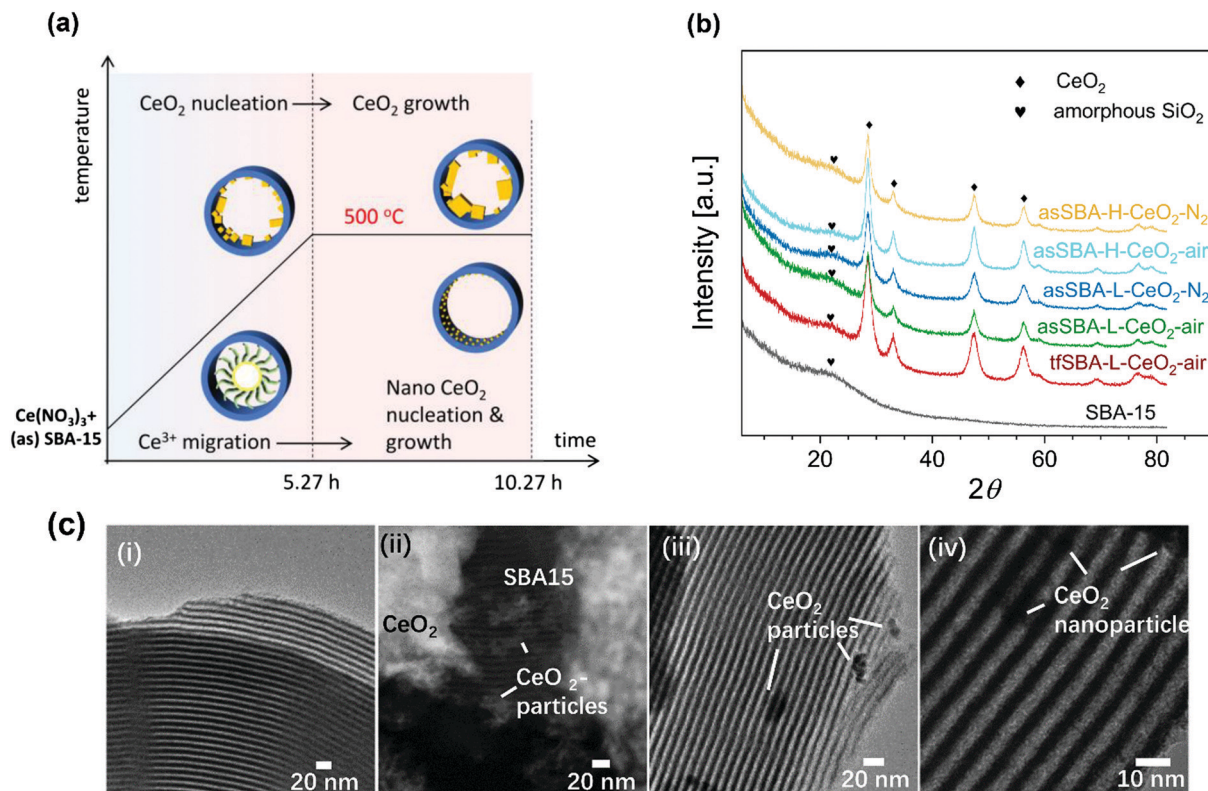 (a)
temperature
CeO₂ nucleation
CeO₂ growth
500 °C
Ce(NO₃)₃+
(as) SBA-15
Ce³⁺ migration
Nano CeO₂
nucleation &
growth
time
5.27 h
10.27 h
(b)
Intensity [a.u.]
♦ CeO₂
♥ amorphous SiO₂
asSBA-H-CeO₂-N₂
asSBA-H-CeO₂-air
asSBA-L-CeO₂-N₂
asSBA-L-CeO₂-air
tfSBA-L-CeO₂-air
SBA-15
20 40 60 80
2θ
(c)
(i)
20 nm
(ii)
SBA15
CeO₂
CeO ₂-
particles
20 nm
(iii)
CeO₂
particles
20 nm
(iv)
CeO₂
nanoparticle
10 nm